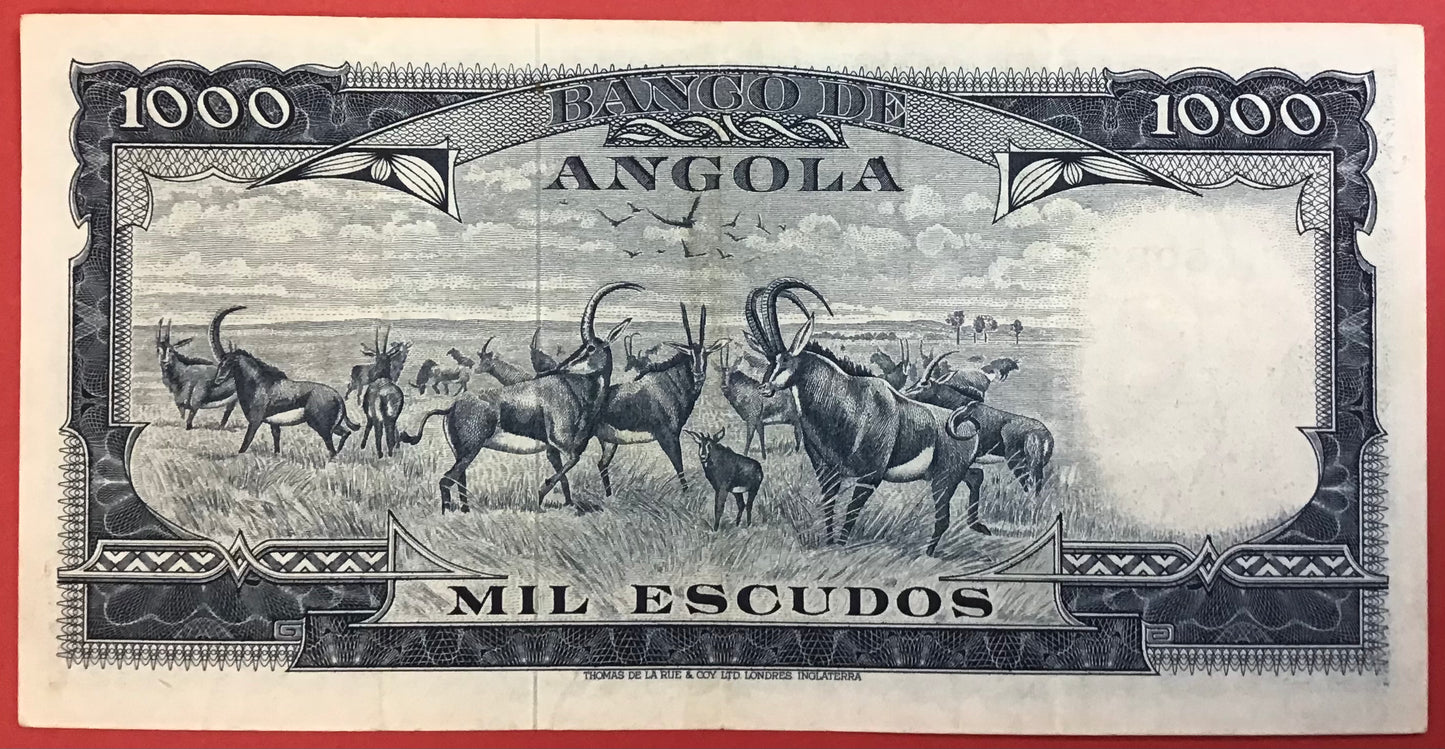 1000 1000
BANCO DE
ANGOLA
MIL ESCUDOS
THOMAS DE LA RUE & COY. LTD. LONDRES. INGLATERRA